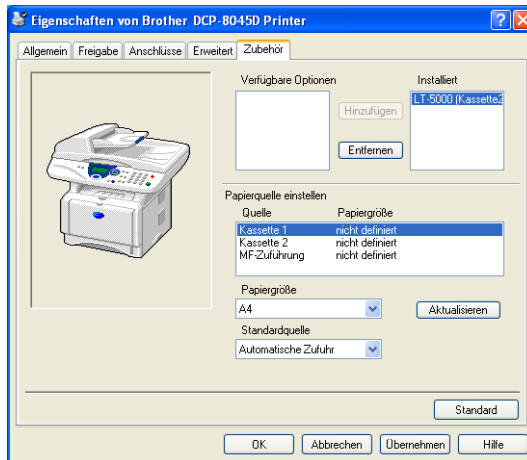 Eigenschaften von Brother DCP-8045D Printer
Allgemein Freigabe Anschlüsse Erweitert Zubehör
Verfügbare Optionen Installiert
LT-5000 (Kassette2
Hinzufügen
Entfernen
Papierquelle einstellen
Quelle Papiergröße
Kassette 1 nicht definiert
Kassette 2 nicht definiert
MF-Zuführung nicht definiert
Papiergröße
A4 Aktualisieren
Standardquelle
Automatische Zufuhr
Standard
OK Abbrechen Übernehmen Hilfe